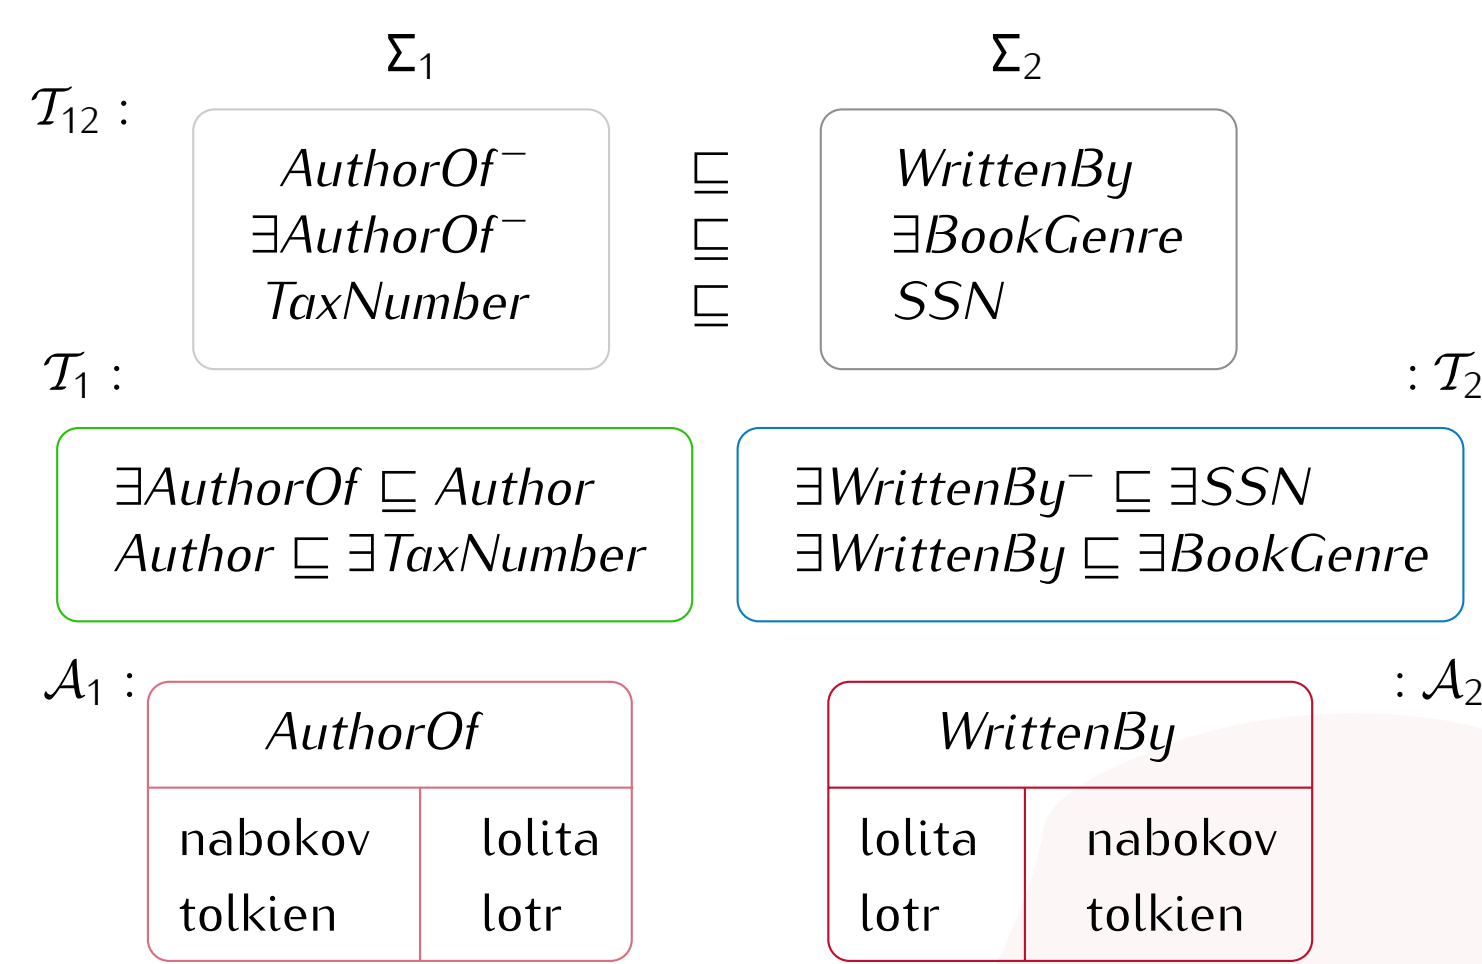 Σ₁ Σ₂
𝒯₁₂ :
AuthorOf⁻ ⊑ WrittenBy
∃AuthorOf⁻ ⊑ ∃BookGenre
TaxNumber ⊑ SSN
𝒯₁ : : 𝒯₂
∃AuthorOf ⊑ Author
Author ⊑ ∃TaxNumber
∃WrittenBy⁻ ⊑ ∃SSN
∃WrittenBy ⊑ ∃BookGenre
𝒜₁ : : 𝒜₂
AuthorOf
nabokov lolita
tolkien lotr
WrittenBy
lolita nabokov
lotr tolkien